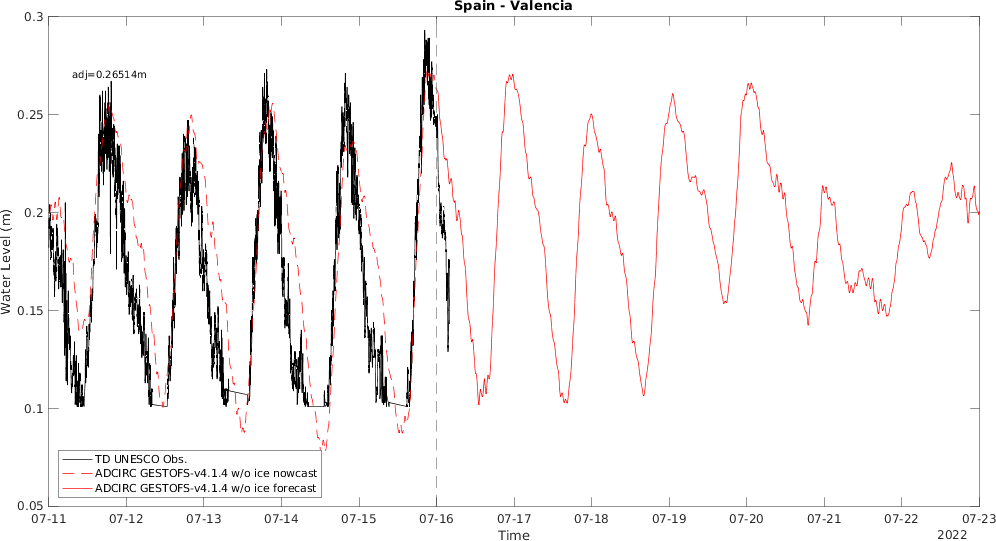 Spain - Valencia
0.3
adj=0.26514m
0.25
0.2
Water Level (m)
0.15
0.1
TD UNESCO Obs.
ADCIRC GESTOFS-v4.1.4 w/o ice nowcast
ADCIRC GESTOFS-v4.1.4 w/o ice forecast
0.05
07-11 07-12 07-13 07-14 07-15 07-16 07-17 07-18 07-19 07-20 07-21 07-22 07-23
Time
2022